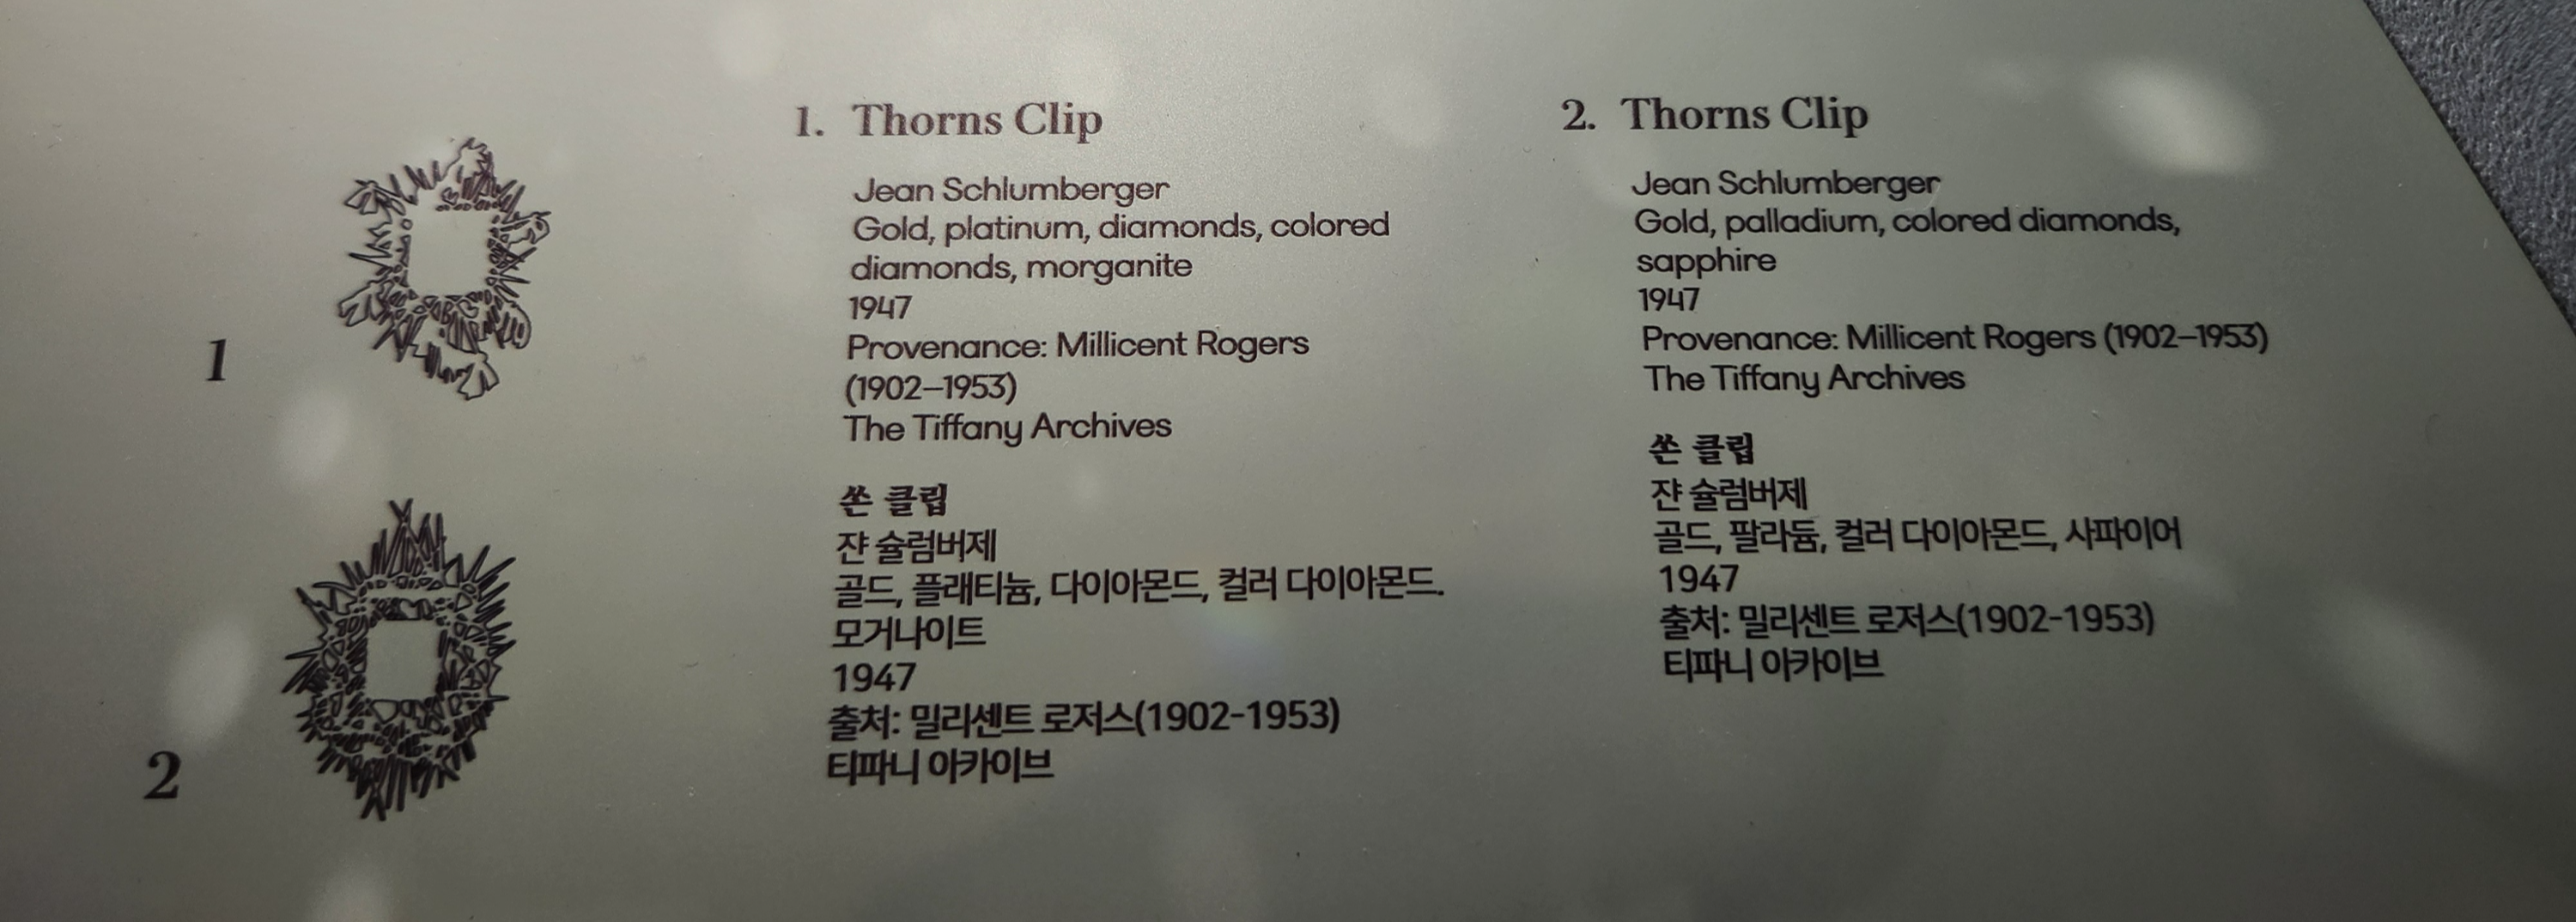 1
2
1. Thorns Clip
Jean Schlumberger
Gold, platinum, diamonds, colored
diamonds, morganite
1947
Provenance: Millicent Rogers
(1902–1953)
The Tiffany Archives
쏜 클립
쟌 슐럼버제
골드, 플래티늄, 다이아몬드, 컬러 다이아몬드.
모거나이트
1947
출처: 밀리센트 로저스(1902-1953)
티파니 아카이브
2. Thorns Clip
Jean Schlumberger
Gold, palladium, colored diamonds,
sapphire
1947
Provenance: Millicent Rogers (1902–1953)
The Tiffany Archives
쏜 클립
쟌 슐럼버제
골드, 팔라듐, 컬러 다이아몬드, 사파이어
1947
출처: 밀리센트 로저스(1902-1953)
티파니 아카이브